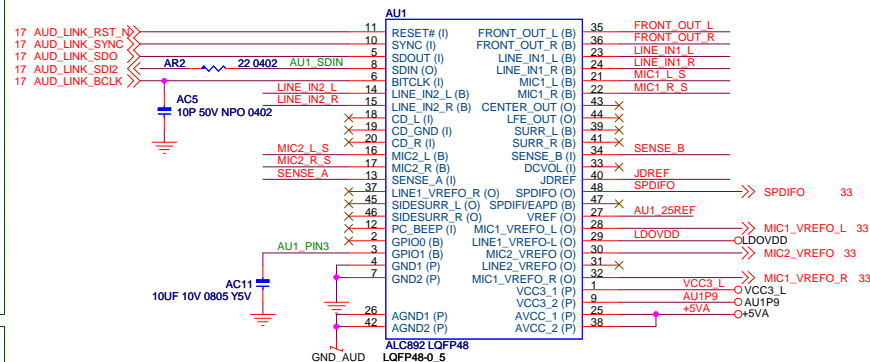 AU1
17 AUD_LINK_RST_N 11 RESET# (I) FRONT_OUT_L (B) 35 FRONT_OUT_L
17 AUD_LINK_SYNC 10 SYNC (I) FRONT_OUT_R (B) 36 FRONT_OUT_R
17 AUD_LINK_SDO 5 SDOUT (I) LINE_IN1_L (B) 23 LINE_IN1_L
17 AUD_LINK_SDI2 AR2 22 0402 AU1_SDIN 8 SDIN (O) LINE_IN1_R (B) 24 LINE_IN1_R
17 AUD_LINK_BCLK 6 BITCLK (I) MIC1_L (B) 21 MIC1_L_S
LINE_IN2_L 14 LINE_IN2_L (B) MIC1_R (B) 22 MIC1_R_S
AC5 LINE_IN2_R 15 LINE_IN2_R (B) CENTER_OUT (O) 43
10P 50V NPO 0402 18 CD_L (I) LFE_OUT (O) 44
19 CD_GND (I) SURR_L (B) 39
20 CD_R (I) SURR_R (B) 41
MIC2_L_S 16 MIC2_L (B) SENSE_B (I) 34 SENSE_B
MIC2_R_S 17 MIC2_R (B) DCVOL (I) 33
SENSE_A 13 SENSE_A (I) JDREF 40 JDREF
37 LINE1_VREFO_R (O) SPDIFO (O) 48 SPDIFO SPDIFO 33
45 SIDESURR_L (O) SPDIFI/EAPD (B) 47
46 SIDESURR_R (O) VREF (O) 27 AU1_25REF
12 PC_BEEP (I) MIC1_VREFO_L (O) 28 MIC1_VREFO_L 33
2 GPIO0 (B) LINE1_VREFO-L (O) 29 LDOVDD LDOVDD
AU1_PIN3 3 GPIO1 (B) MIC2_VREFO (O) 30 MIC2_VREFO 33
4 GND1 (P) LINE2_VREFO (O) 31
7 GND2 (P) MIC1_VREFO_R (O) 32 MIC1_VREFO_R 33
AC11 VCC3_1 (P) 1 VCC3_L VCC3_L
10UF 10V 0805 Y5V VCC3_2 (P) 9 AU1P9 AU1P9
26 AGND1 (P) AVCC_1 (P) 25 +5VA +5VA
42 AGND2 (P) AVCC_2 (P) 38
ALC892 LQFP48
GND_AUD LQFP48-0_5